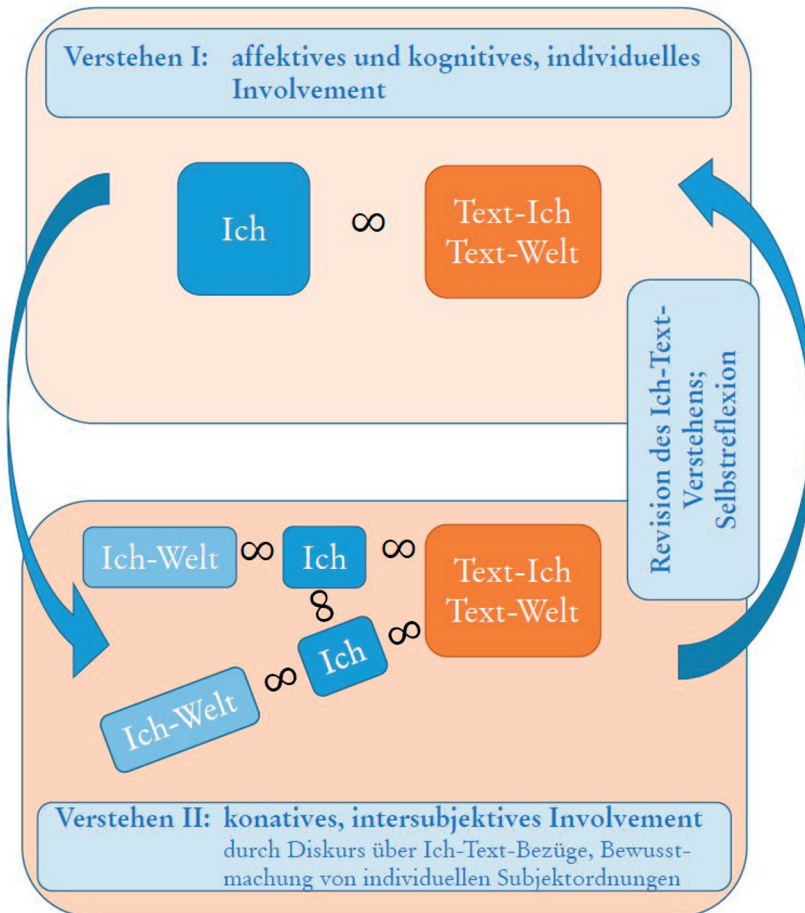 Verstehen I: affektives und kognitives, individuelles
Involvement
Ich ∞ Text-Ich
Text-Welt
Revision des Ich-Text-
Verstehens;
Selbstreflexion
Ich-Welt ∞ Ich ∞ Text-Ich
Text-Welt
∞
Ich-Welt ∞ Ich ∞
Verstehen II: konatives, intersubjektives Involvement
durch Diskurs über Ich-Text-Bezüge, Bewusst-
machung von individuellen Subjektordnungen